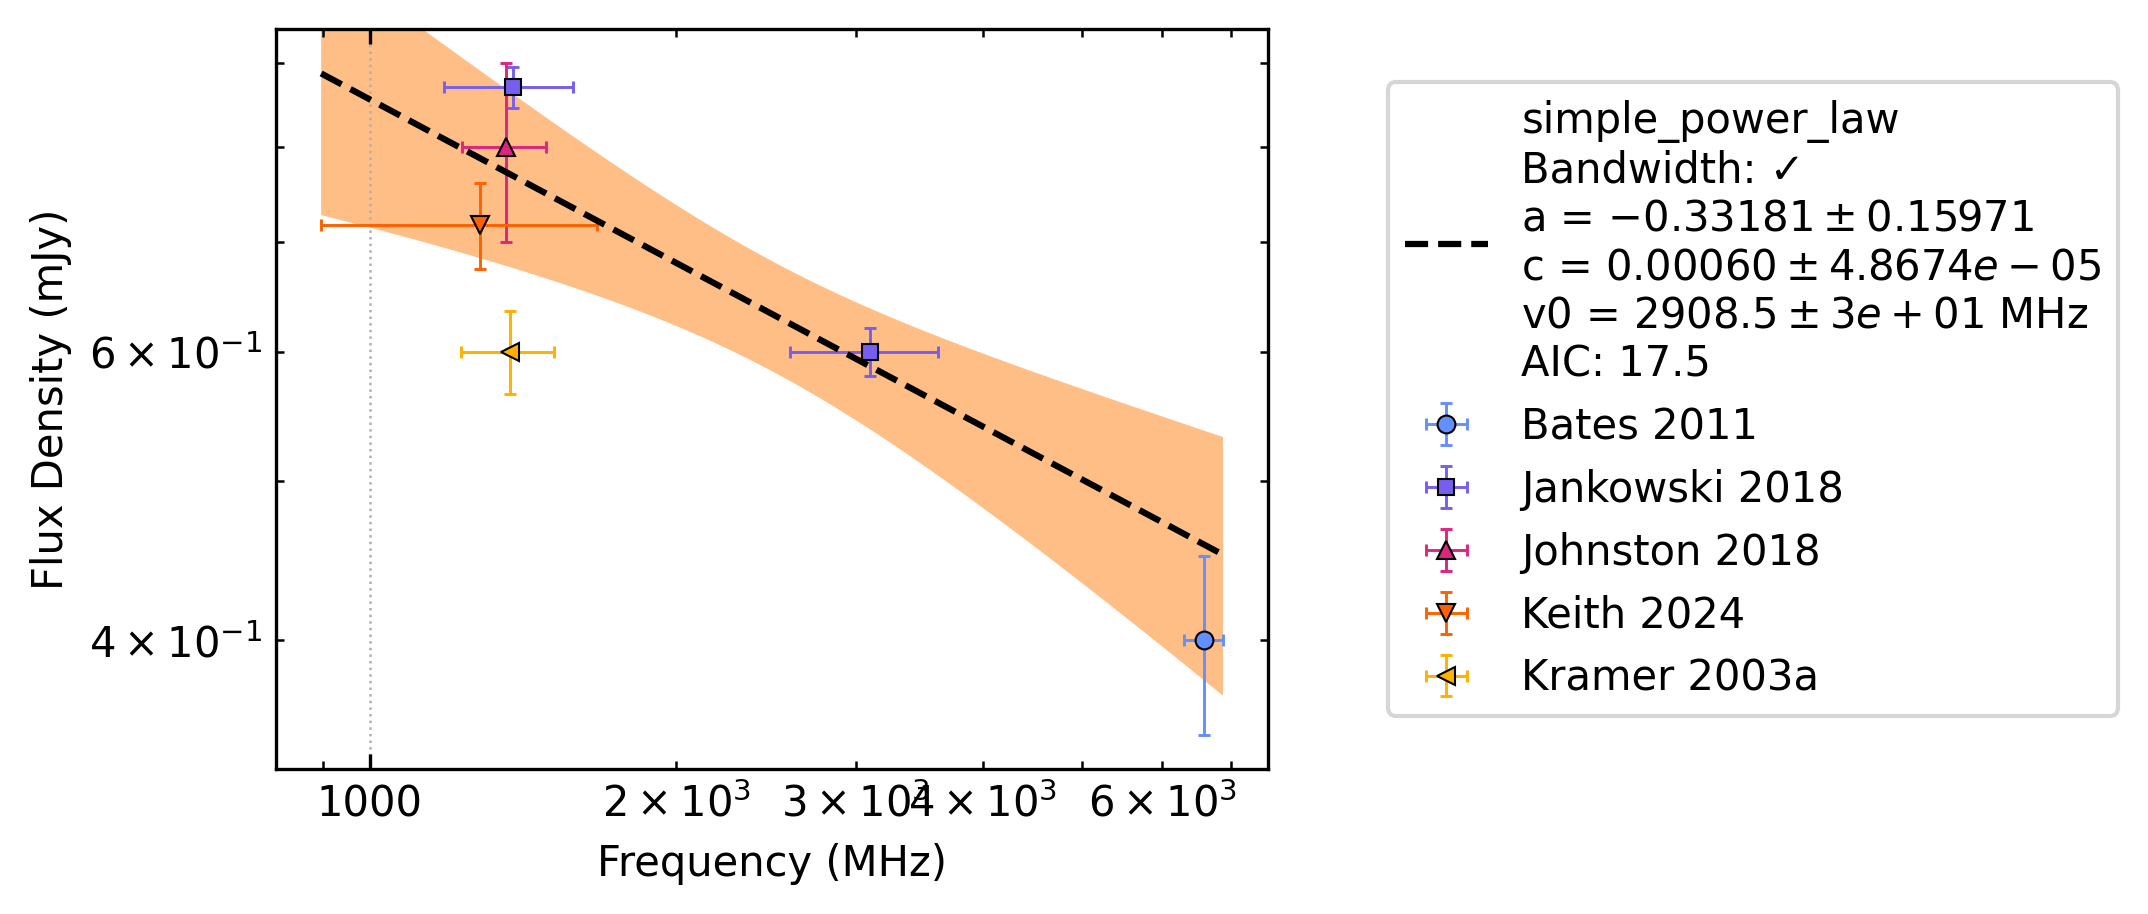 Flux Density (mJy)
6 × 10⁻¹
4 × 10⁻¹
1000
2 × 10³
3 × 10³
4 × 10³
6 × 10³
Frequency (MHz)
simple_power_law
Bandwidth: ✓
a = −0.33181 ± 0.15971
c = 0.00060 ± 4.8674e − 05
v0 = 2908.5 ± 3e + 01 MHz
AIC: 17.5
Bates 2011
Jankowski 2018
Johnston 2018
Keith 2024
Kramer 2003a